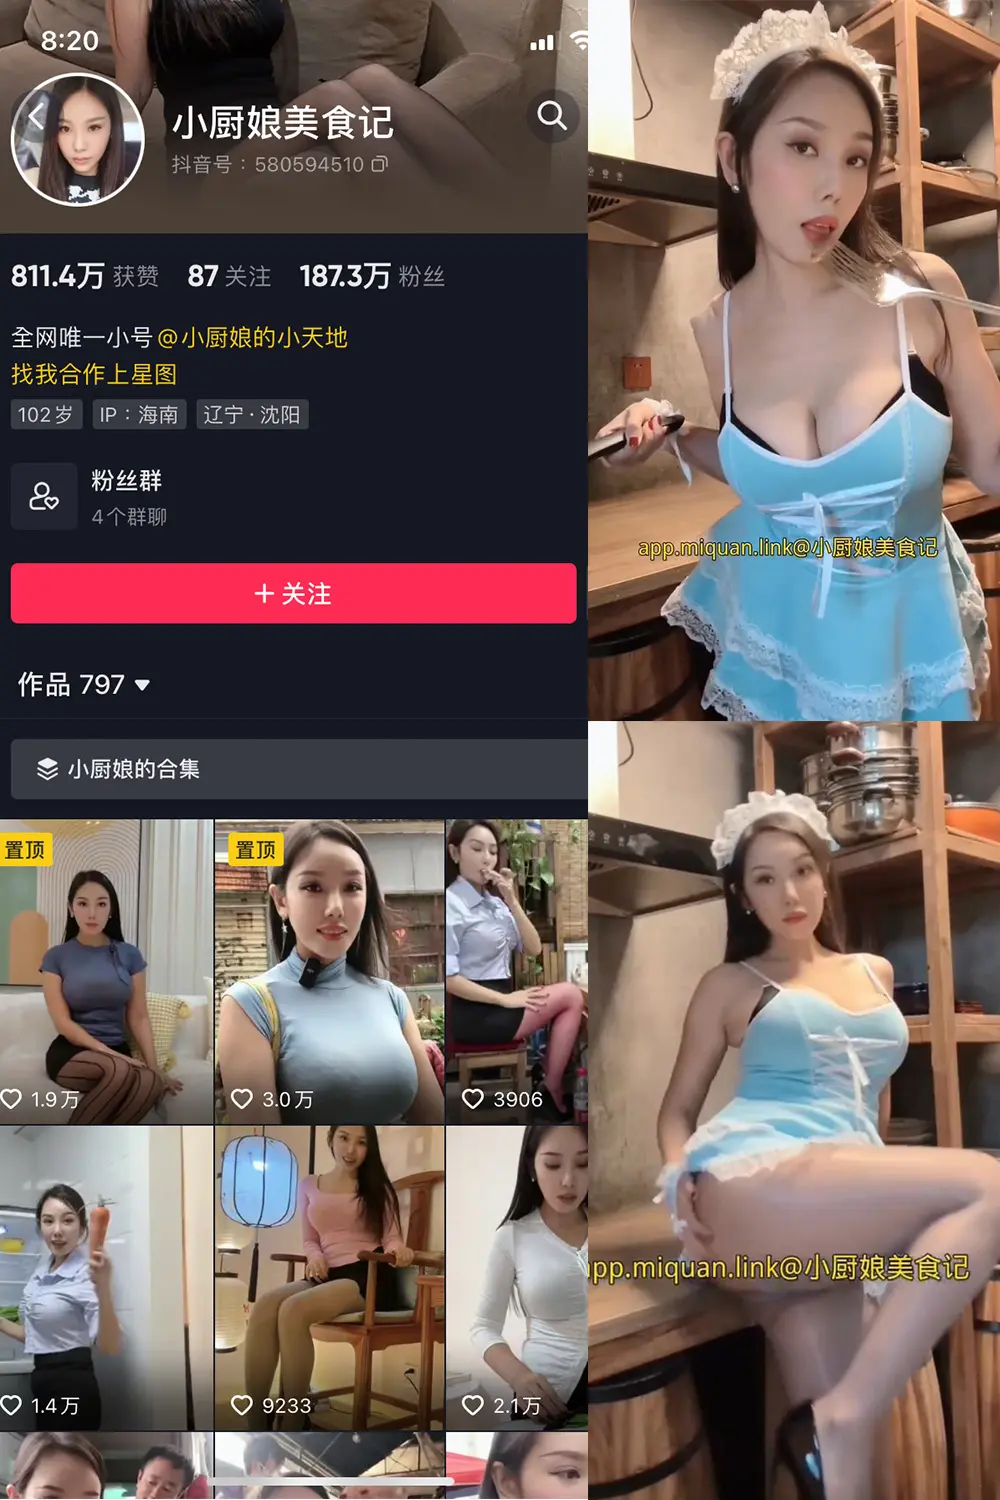 8:20
小厨娘美食记
抖音号：580594510
811.4万 获赞 87 关注 187.3万 粉丝
全网唯一小号@小厨娘的小天地
找我合作上星图
102岁 IP：海南 辽宁·沈阳
粉丝群
4个群聊
+ 关注
作品 797
小厨娘的合集
置顶
置顶
1.9万
3.0万
3906
1.4万
9233
2.1万
app.miquan.link@小厨娘美食记
app.miquan.link@小厨娘美食记